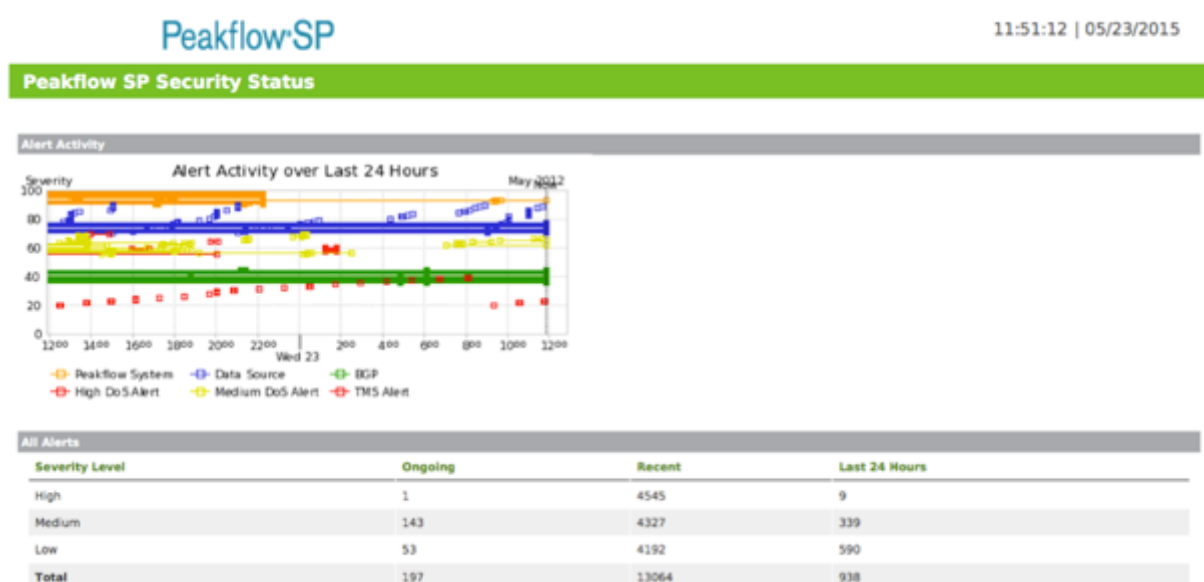 Peakflow SP
11:51:12 | 05/23/2015
Peakflow SP Security Status
Alert Activity
Alert Activity over Last 24 Hours
Severity
May 2012
100
80
60
40
20
0
1200 1400 1600 1800 2000 2200 200 400 600 800 1000 1200
Wed 23
Peakflow System Data Source BGP
High DoS Alert Medium DoS Alert TMS Alert
All Alerts
Severity Level Ongoing Recent Last 24 Hours
High 1 4545 9
Medium 143 4327 339
Low 53 4192 590
Total 197 13064 938